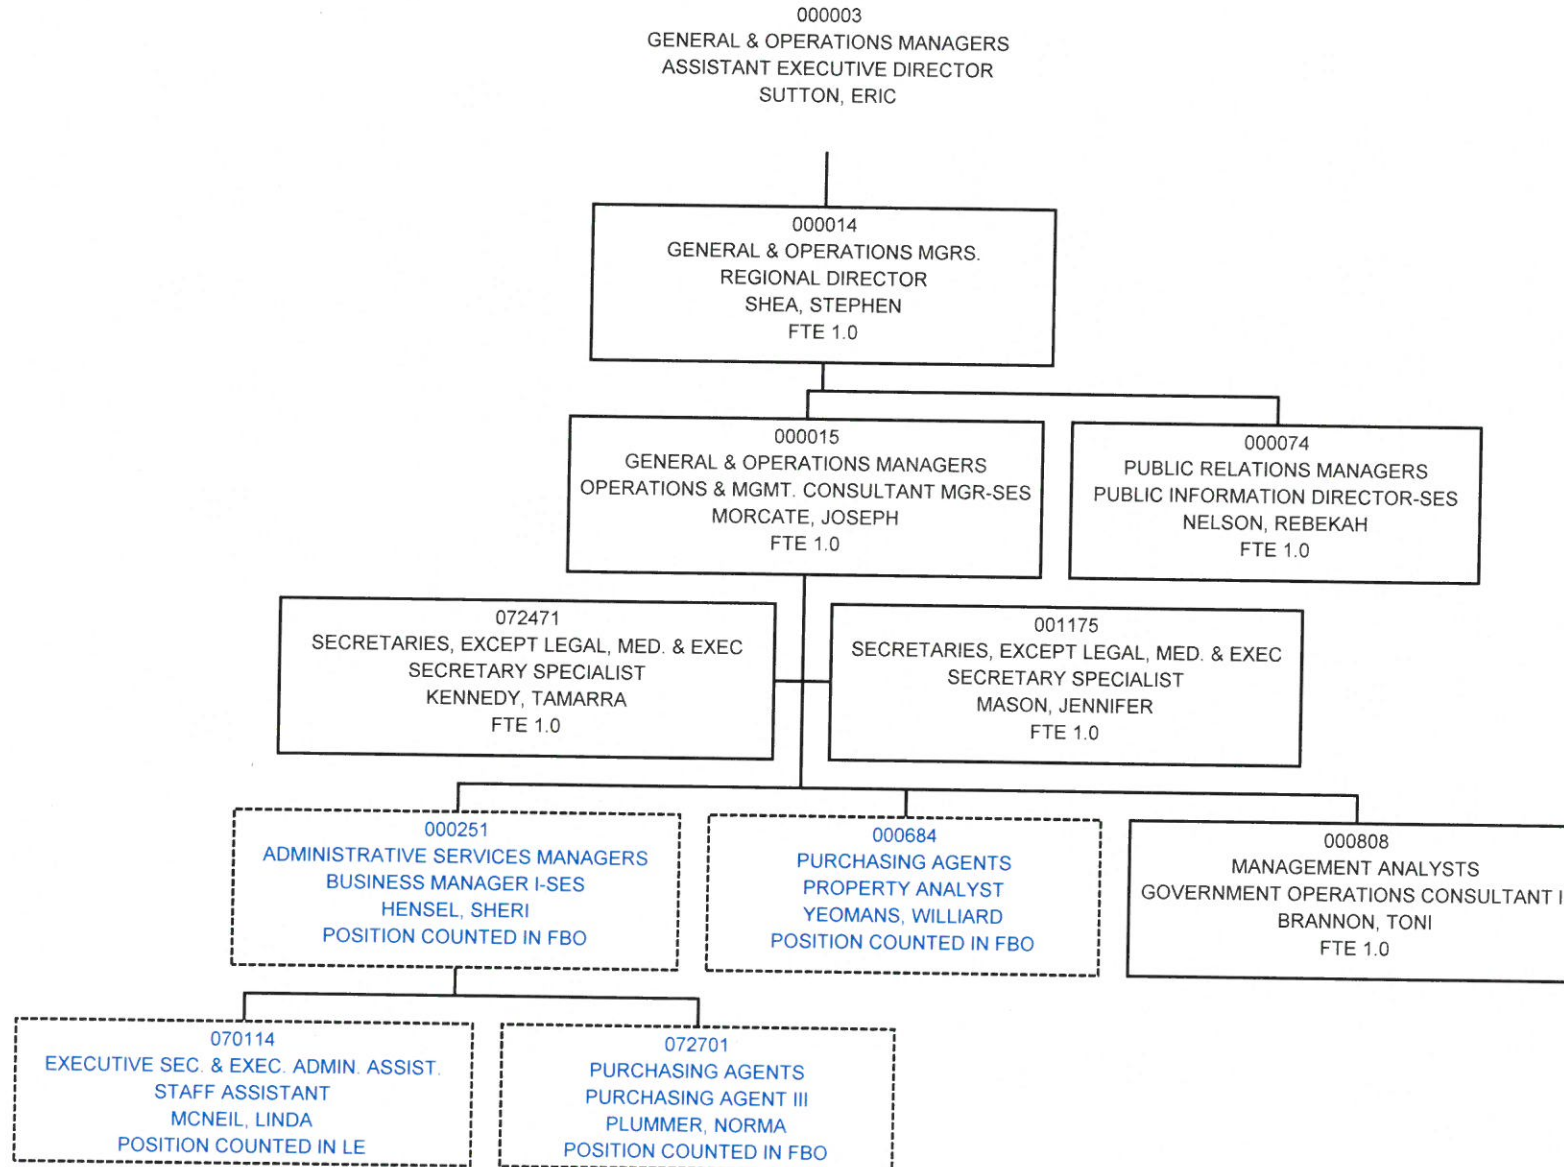 000003
GENERAL & OPERATIONS MANAGERS
ASSISTANT EXECUTIVE DIRECTOR
SUTTON, ERIC
000014
GENERAL & OPERATIONS MGRS.
REGIONAL DIRECTOR
SHEA, STEPHEN
FTE 1.0
000015
GENERAL & OPERATIONS MANAGERS
OPERATIONS & MGMT. CONSULTANT MGR-SES
MORCATE, JOSEPH
FTE 1.0
000074
PUBLIC RELATIONS MANAGERS
PUBLIC INFORMATION DIRECTOR-SES
NELSON, REBEKAH
FTE 1.0
072471
SECRETARIES, EXCEPT LEGAL, MED. & EXEC
SECRETARY SPECIALIST
KENNEDY, TAMARRA
FTE 1.0
001175
SECRETARIES, EXCEPT LEGAL, MED. & EXEC
SECRETARY SPECIALIST
MASON, JENNIFER
FTE 1.0
000251
ADMINISTRATIVE SERVICES MANAGERS
BUSINESS MANAGER I-SES
HENSEL, SHERI
POSITION COUNTED IN FBO
000684
PURCHASING AGENTS
PROPERTY ANALYST
YEOMANS, WILLIARD
POSITION COUNTED IN FBO
000808
MANAGEMENT ANALYSTS
GOVERNMENT OPERATIONS CONSULTANT I
BRANNON, TONI
FTE 1.0
070114
EXECUTIVE SEC. & EXEC. ADMIN. ASSIST.
STAFF ASSISTANT
MCNEIL, LINDA
POSITION COUNTED IN LE
072701
PURCHASING AGENTS
PURCHASING AGENT III
PLUMMER, NORMA
POSITION COUNTED IN FBO